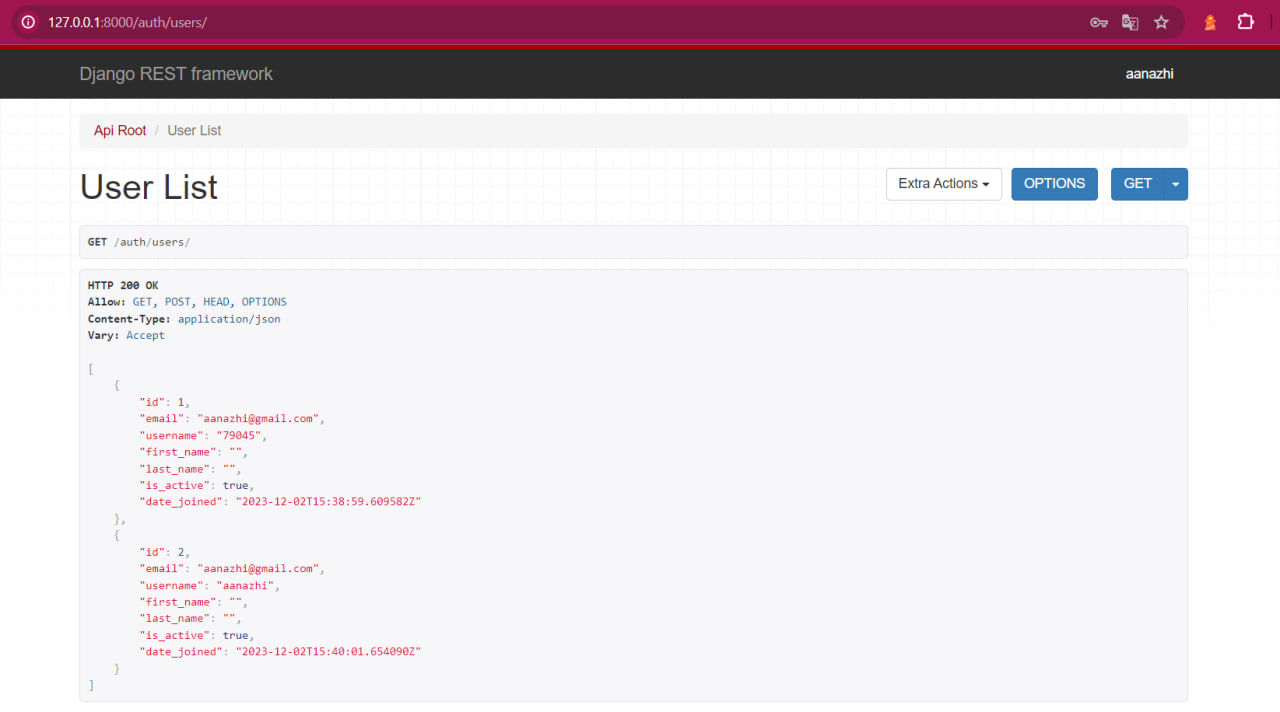 127.0.0.1:8000/auth/users/
Django REST framework
aanazhi
Api Root / User List
User List
Extra Actions
OPTIONS
GET
GET /auth/users/
HTTP 200 OK
Allow: GET, POST, HEAD, OPTIONS
Content-Type: application/json
Vary: Accept
[
{
"id": 1,
"email": "aanazhi@gmail.com",
"username": "79045",
"first_name": "",
"last_name": "",
"is_active": true,
"date_joined": "2023-12-02T15:38:59.609582Z"
},
{
"id": 2,
"email": "aanazhi@gmail.com",
"username": "aanazhi",
"first_name": "",
"last_name": "",
"is_active": true,
"date_joined": "2023-12-02T15:40:01.654090Z"
}
]